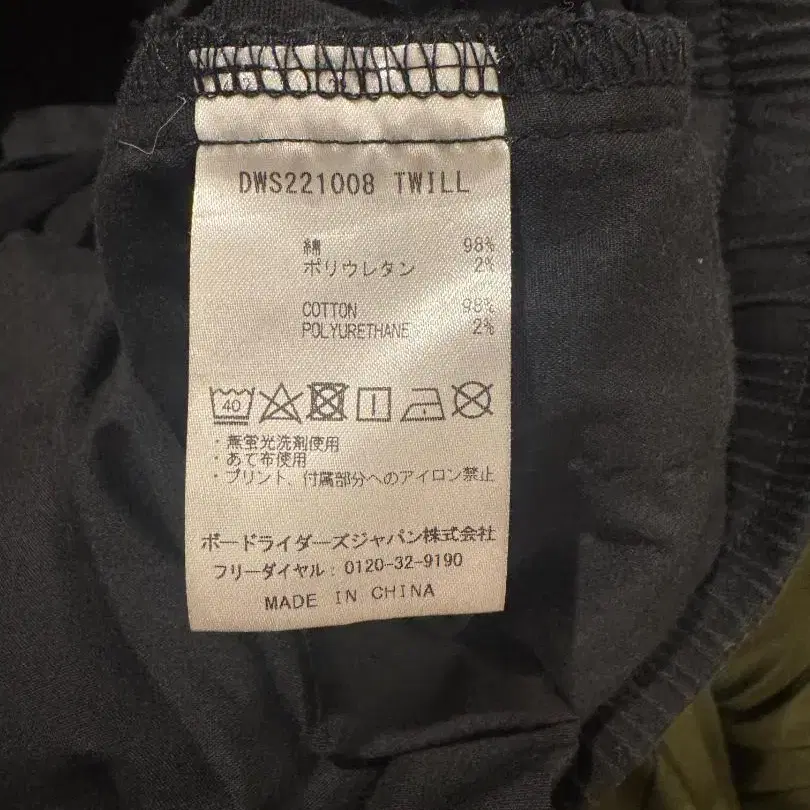 DWS221008 TWILL
綿 98%
ポリウレタン 2%
COTTON 98%
POLYURETHANE 2%
40
・無蛍光洗剤使用
・あて布使用
・プリント、付属部分へのアイロン禁止
ボードライダーズジャパン株式会社
フリーダイヤル：0120-32-9190
MADE IN CHINA